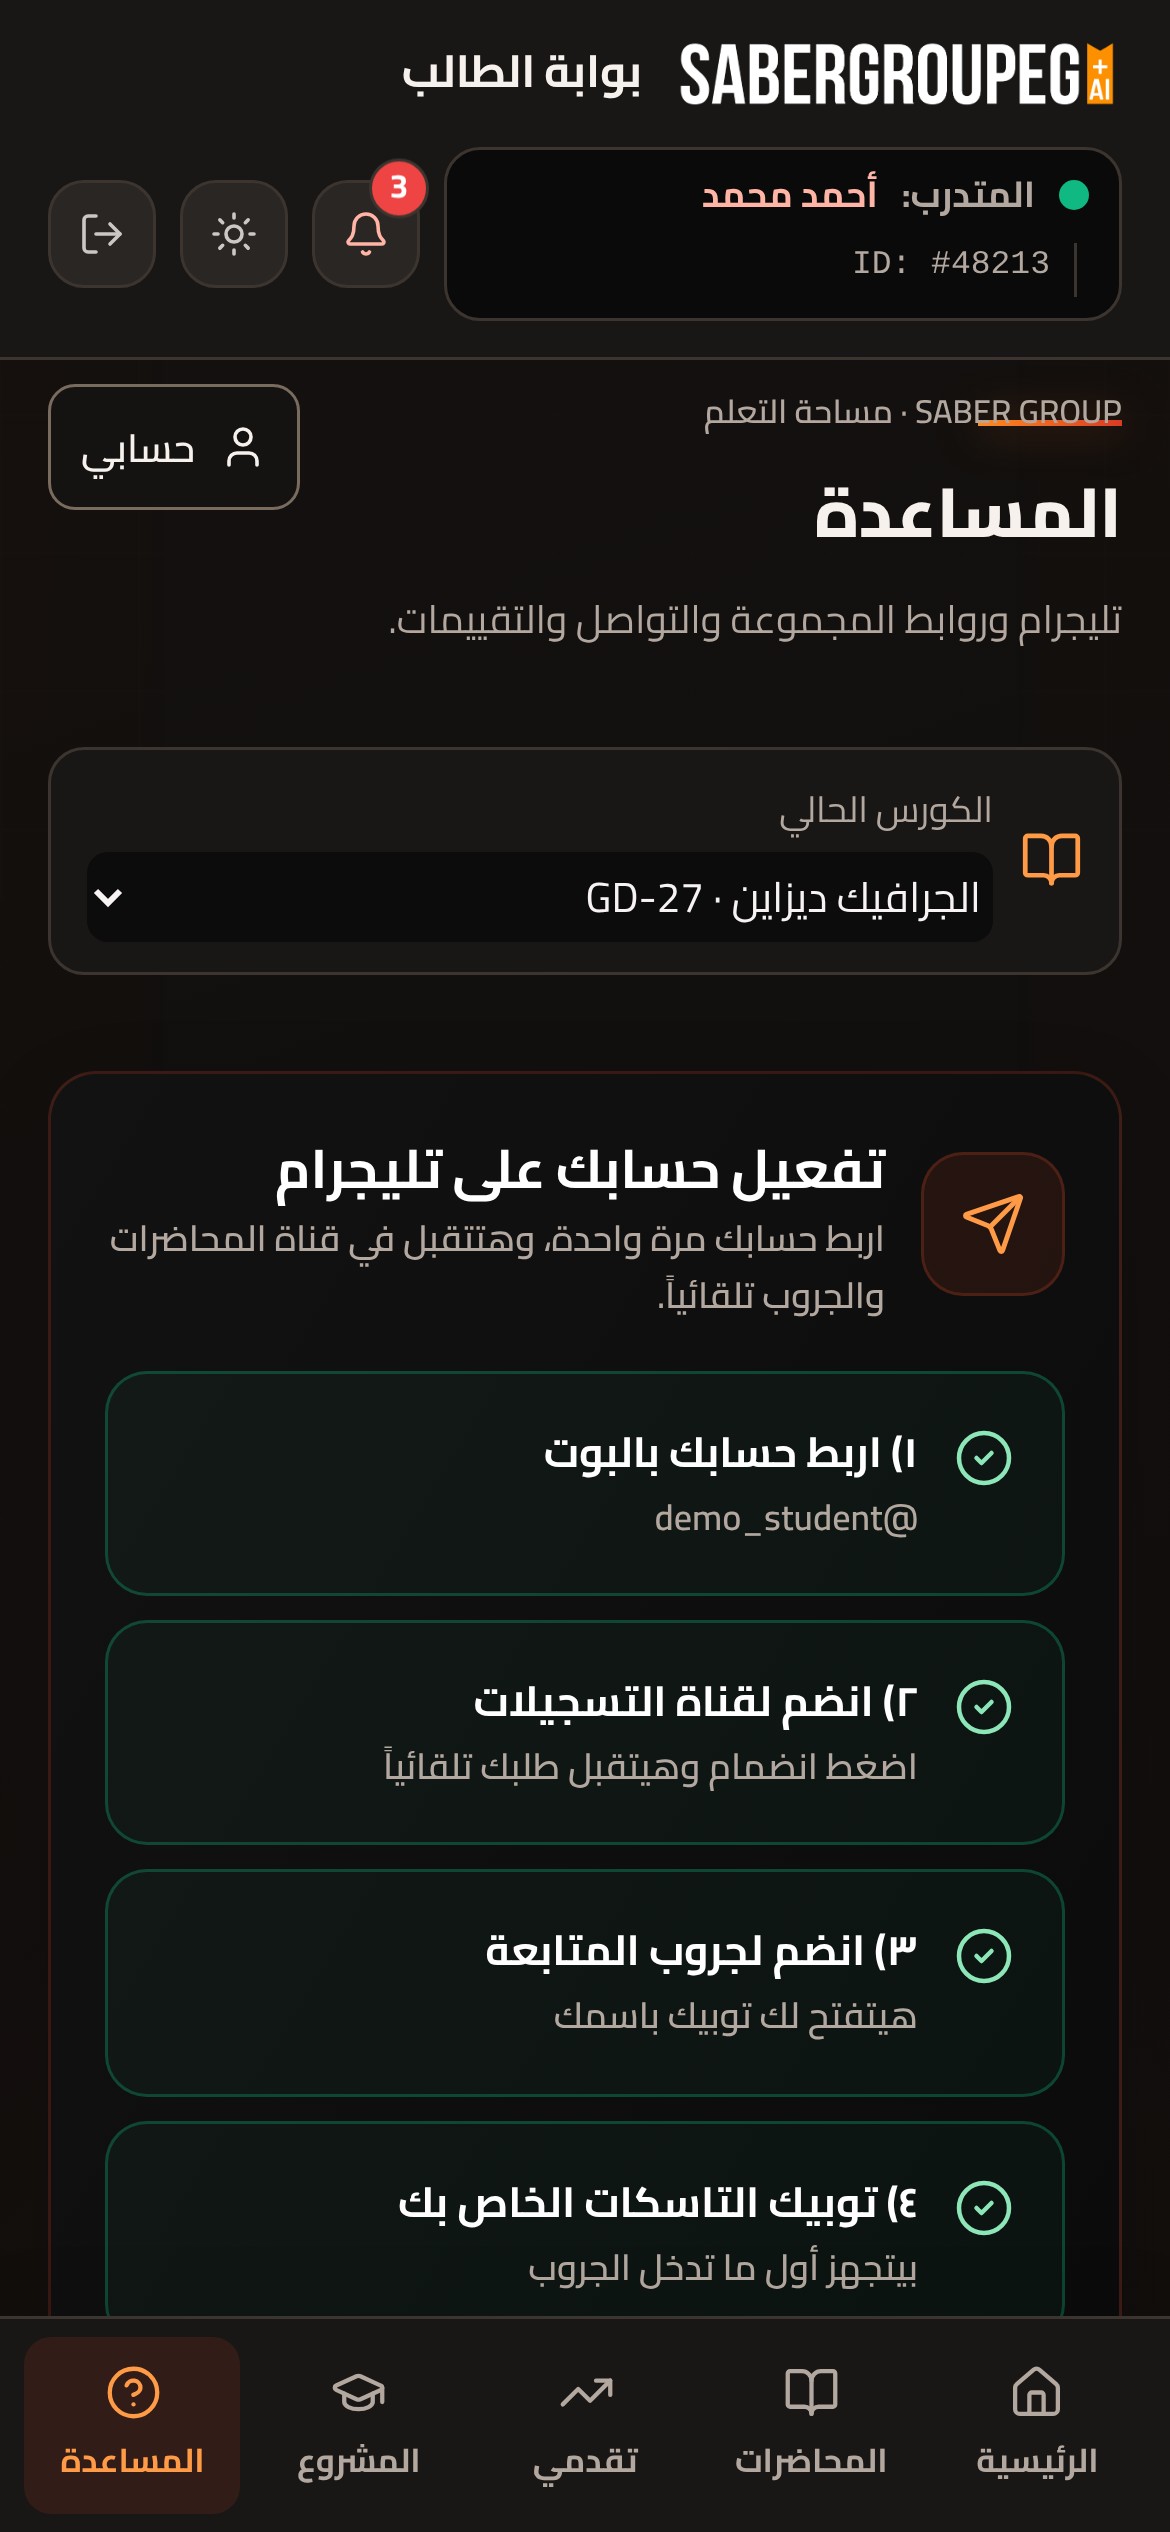 SABERGROUPEG +AI بوابة الطالب
المتدرب: أحمد محمد
3
ID: #48213
SABER GROUP · مساحة التعلم
حسابي
المساعدة
تليجرام وروابط المجموعة والتواصل والتقييمات.
الكورس الحالي
الجرافيك ديزاين · GD-27
تفعيل حسابك على تليجرام
اربط حسابك مرة واحدة، وهتتقبل في قناة المحاضرات
والجروب تلقائياً.
١) اربط حسابك بالبوت
@demo_student
٢) انضم لقناة التسجيلات
اضغط انضمام وهيتقبل طلبك تلقائياً
٣) انضم لجروب المتابعة
هيتفتح لك توبيك باسمك
٤) توبيك التاسكات الخاص بك
بيتجهز أول ما تدخل الجروب
الرئيسية المحاضرات تقدمي المشروع المساعدة